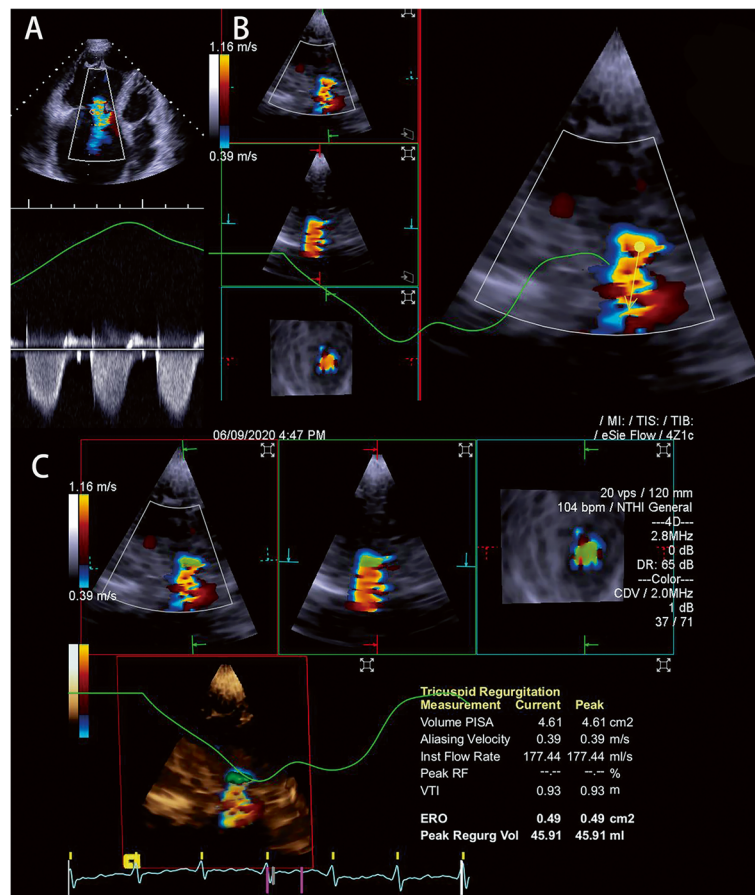 A
B
1.16 m/s
0.39 m/s
06/09/2020 4:47 PM
/ MI: / TIS: / TIB:
/ eSie Flow / 4Z1c
C
1.16 m/s
0.39 m/s
20 vps / 120 mm
104 bpm / NTHI General
---4D---
2.8MHz
0 dB
DR: 65 dB
---Color---
CDV / 2.0MHz
1 dB
37 / 71
Tricuspid Regurgitation
Measurement Current Peak
Volume PISA 4.61 4.61 cm2
Aliasing Velocity 0.39 0.39 m/s
Inst Flow Rate 177.44 177.44 ml/s
Peak RF --.-- --.-- %
VTI 0.93 0.93 m
ERO 0.49 0.49 cm2
Peak Regurg Vol 45.91 45.91 ml